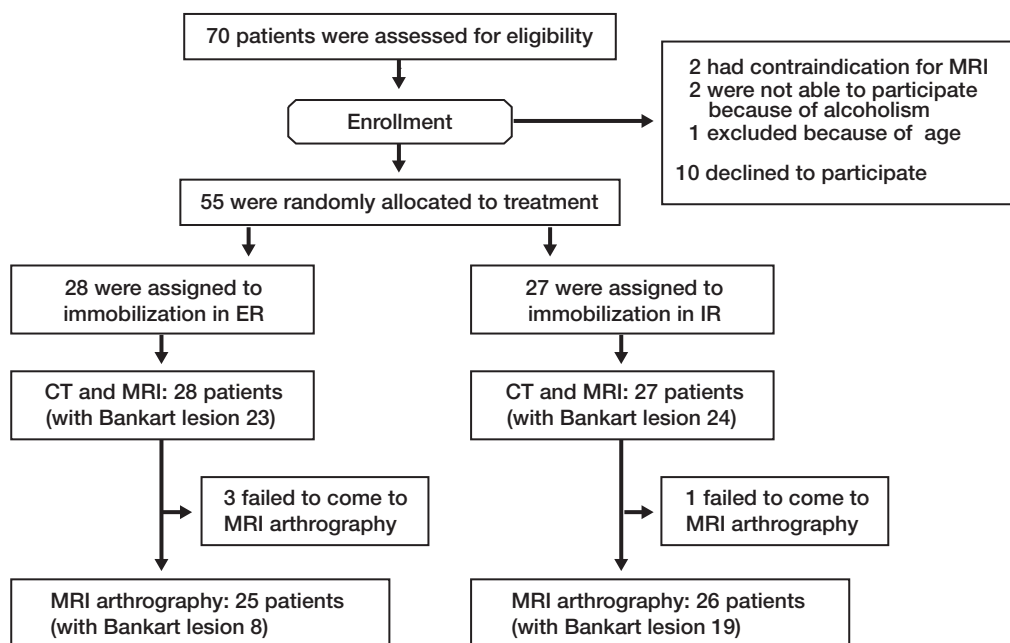 70 patients were assessed for eligibility
2 had contraindication for MRI
2 were not able to participate
because of alcoholism
1 excluded because of age
10 declined to participate
Enrollment
55 were randomly allocated to treatment
28 were assigned to
immobilization in ER
27 were assigned to
immobilization in IR
CT and MRI: 28 patients
(with Bankart lesion 23)
CT and MRI: 27 patients
(with Bankart lesion 24)
3 failed to come to
MRI arthrography
1 failed to come to
MRI arthrography
MRI arthrography: 25 patients
(with Bankart lesion 8)
MRI arthrography: 26 patients
(with Bankart lesion 19)